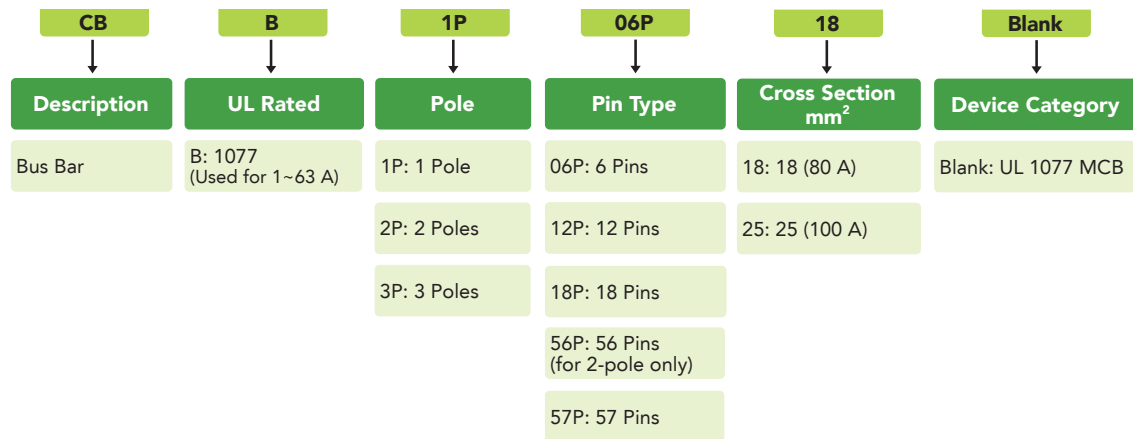 CB B 1P 06P 18 Blank
Description UL Rated Pole Pin Type Cross Section mm² Device Category
Bus Bar
B: 1077
(Used for 1~63 A)
1P: 1 Pole
2P: 2 Poles
3P: 3 Poles
06P: 6 Pins
12P: 12 Pins
18P: 18 Pins
56P: 56 Pins
(for 2-pole only)
57P: 57 Pins
18: 18 (80 A)
25: 25 (100 A)
Blank: UL 1077 MCB